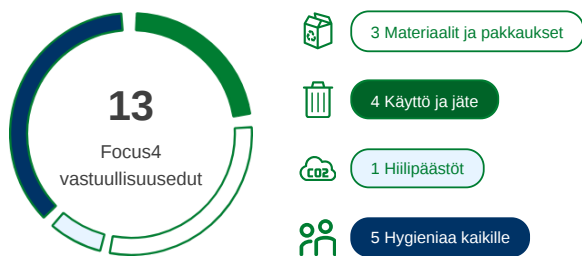 13
Focus4
vastuullisuusedut
3 Materiaalit ja pakkaukset
4 Käyttö ja jäte
CO2
1 Hiilipäästöt
5 Hygieniaa kaikille